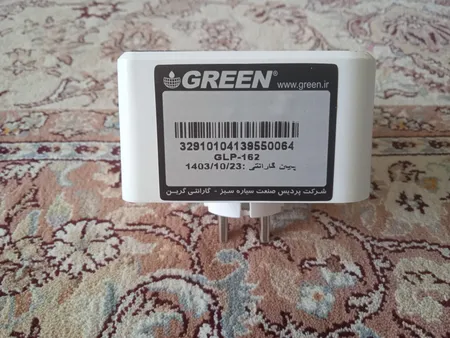 GREEN® www.green.ir
32910104139550064
GLP-162
پایان گارانتی: 1403/10/23
شرکت پردیس صنعت سیاره سبز - گارانتی گرین